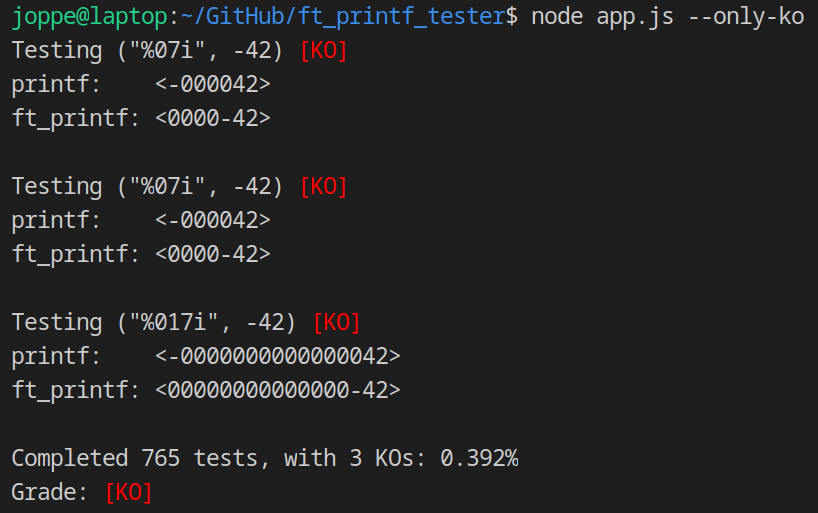 joppe@laptop:~/GitHub/ft_printf_tester$ node app.js --only-ko
Testing ("%07i", -42) [KO]
printf:    <-000042>
ft_printf: <0000-42>

Testing ("%07i", -42) [KO]
printf:    <-000042>
ft_printf: <0000-42>

Testing ("%017i", -42) [KO]
printf:    <-0000000000000042>
ft_printf: <00000000000000-42>

Completed 765 tests, with 3 KOs: 0.392%
Grade: [KO]